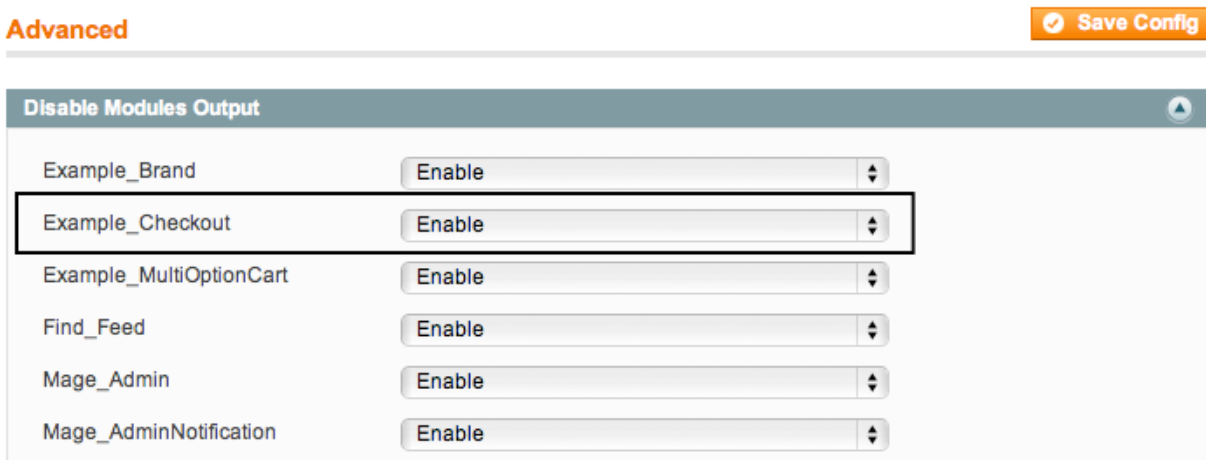 Advanced
Save Config
Disable Modules Output
Example_Brand Enable
Example_Checkout Enable
Example_MultiOptionCart Enable
Find_Feed Enable
Mage_Admin Enable
Mage_AdminNotification Enable